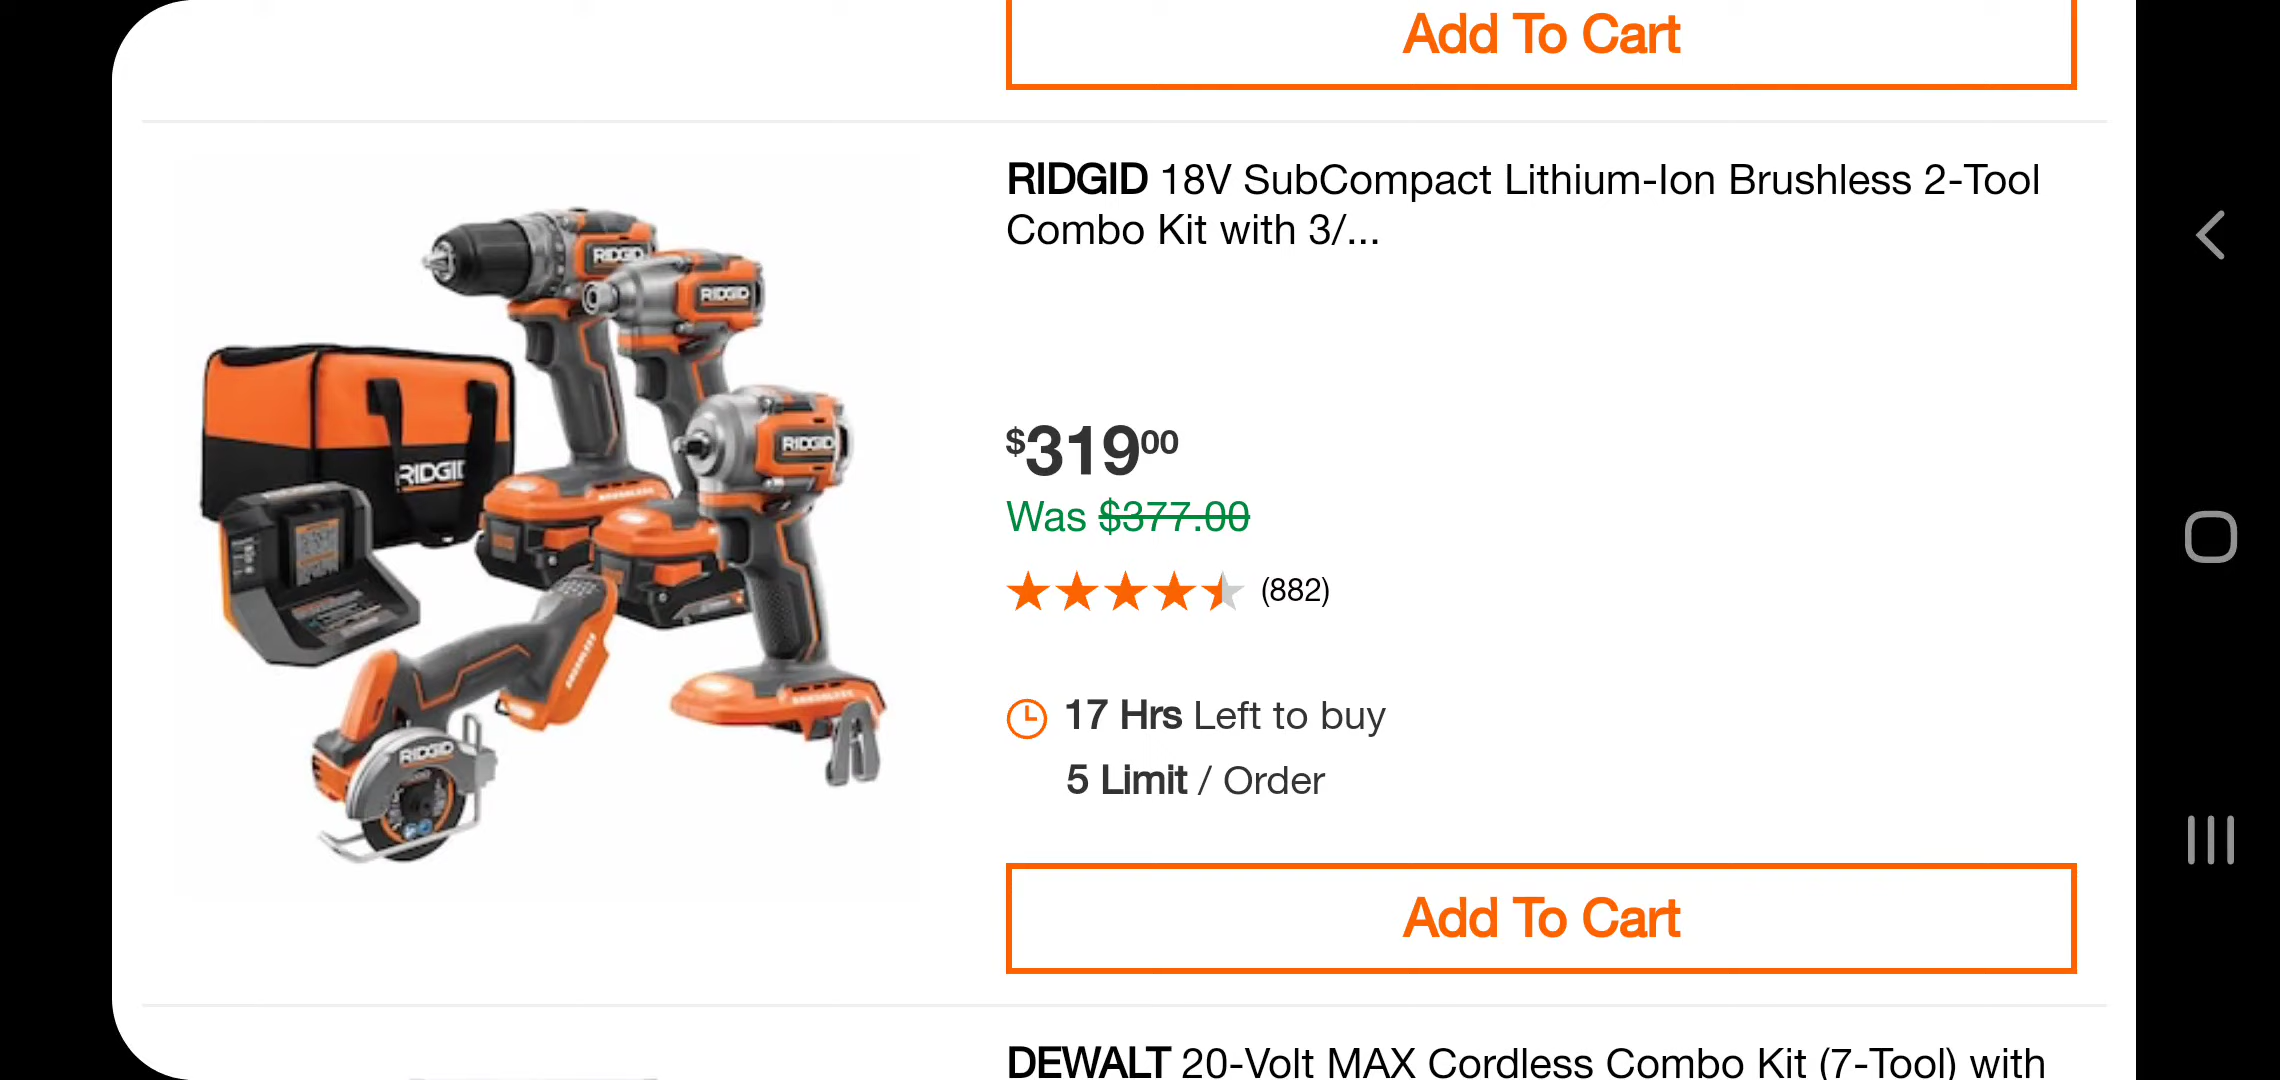 Add To Cart
RIDGID 18V SubCompact Lithium-Ion Brushless 2-Tool
Combo Kit with 3/...
RIDGID
RIDGID
RIDGID
RIDGID
RIDGID
$31900
Was $377.00
(882)
17 Hrs Left to buy
5 Limit / Order
Add To Cart
DEWALT 20-Volt MAX Cordless Combo Kit (7-Tool) with